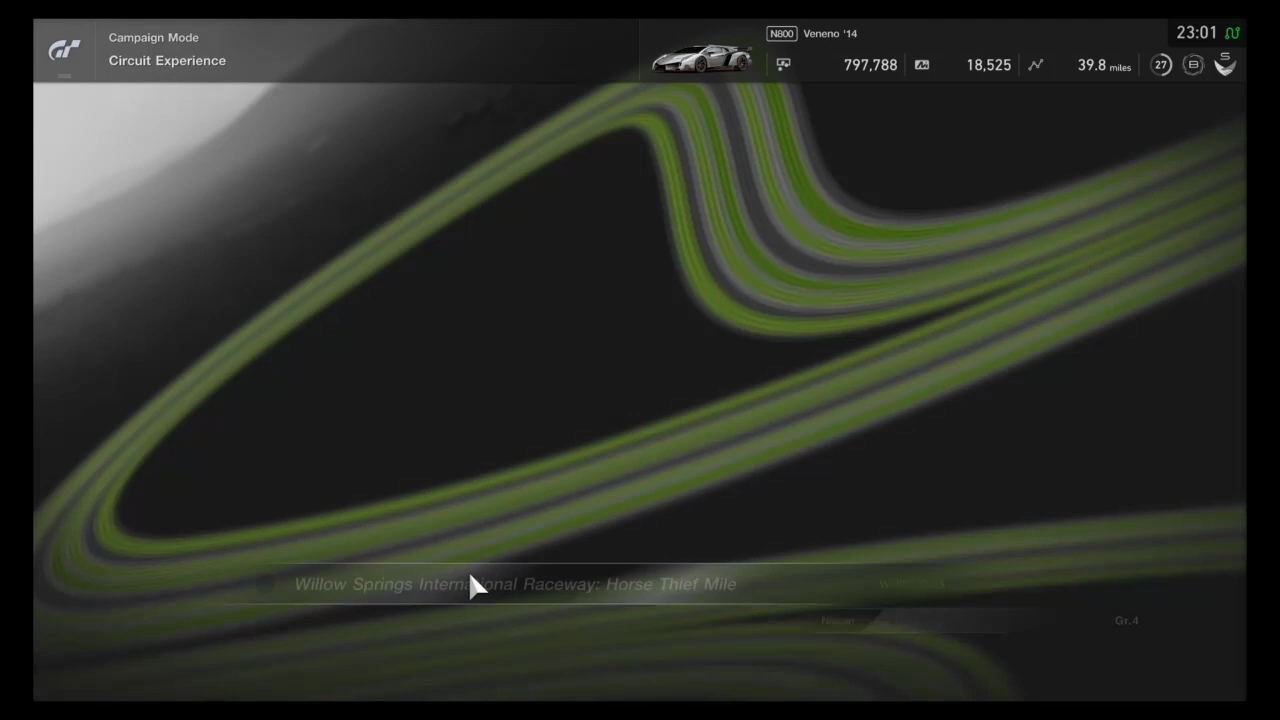 Campaign Mode
Circuit Experience
N800 Veneno '14
23:01
797,788
18,525
39.8 miles
27
B
S
Willow Springs International Raceway: Horse Thief Mile
Nissan
Gr.4